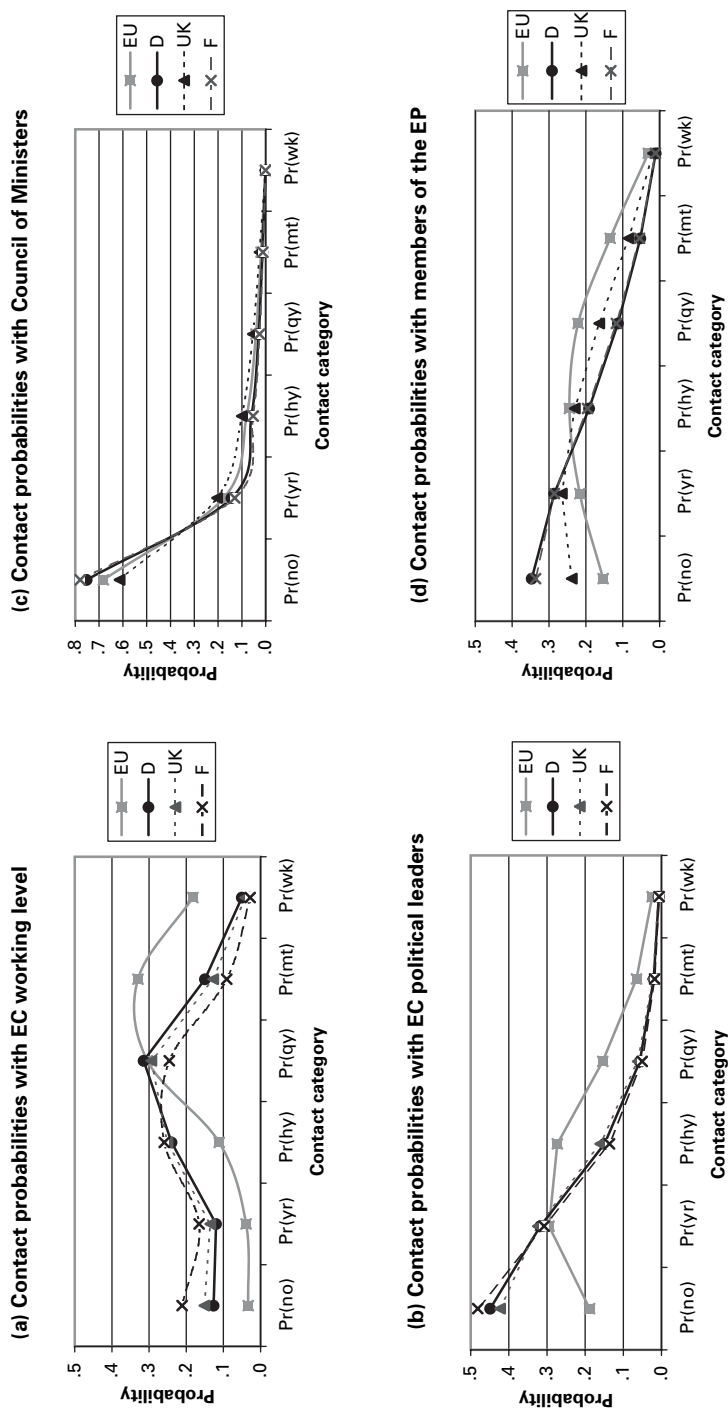 (a) Contact probabilities with EC working level
Probability
.5
.4
.3
.2
.1
.0
Pr(no)
Pr(yr)
Pr(hy)
Pr(qy)
Pr(mt)
Pr(wk)
Contact category
EU
D
UK
F
(b) Contact probabilities with EC political leaders
Probability
.5
.4
.3
.2
.1
.0
Pr(no)
Pr(yr)
Pr(hy)
Pr(qy)
Pr(mt)
Pr(wk)
Contact category
EU
D
UK
F
(c) Contact probabilities with Council of Ministers
Probability
.8
.7
.6
.5
.4
.3
.2
.1
.0
Pr(no)
Pr(yr)
Pr(hy)
Pr(qy)
Pr(mt)
Pr(wk)
Contact category
EU
D
UK
F
(d) Contact probabilities with members of the EP
Probability
.5
.4
.3
.2
.1
.0
Pr(no)
Pr(yr)
Pr(hy)
Pr(qy)
Pr(mt)
Pr(wk)
Contact category
EU
D
UK
F